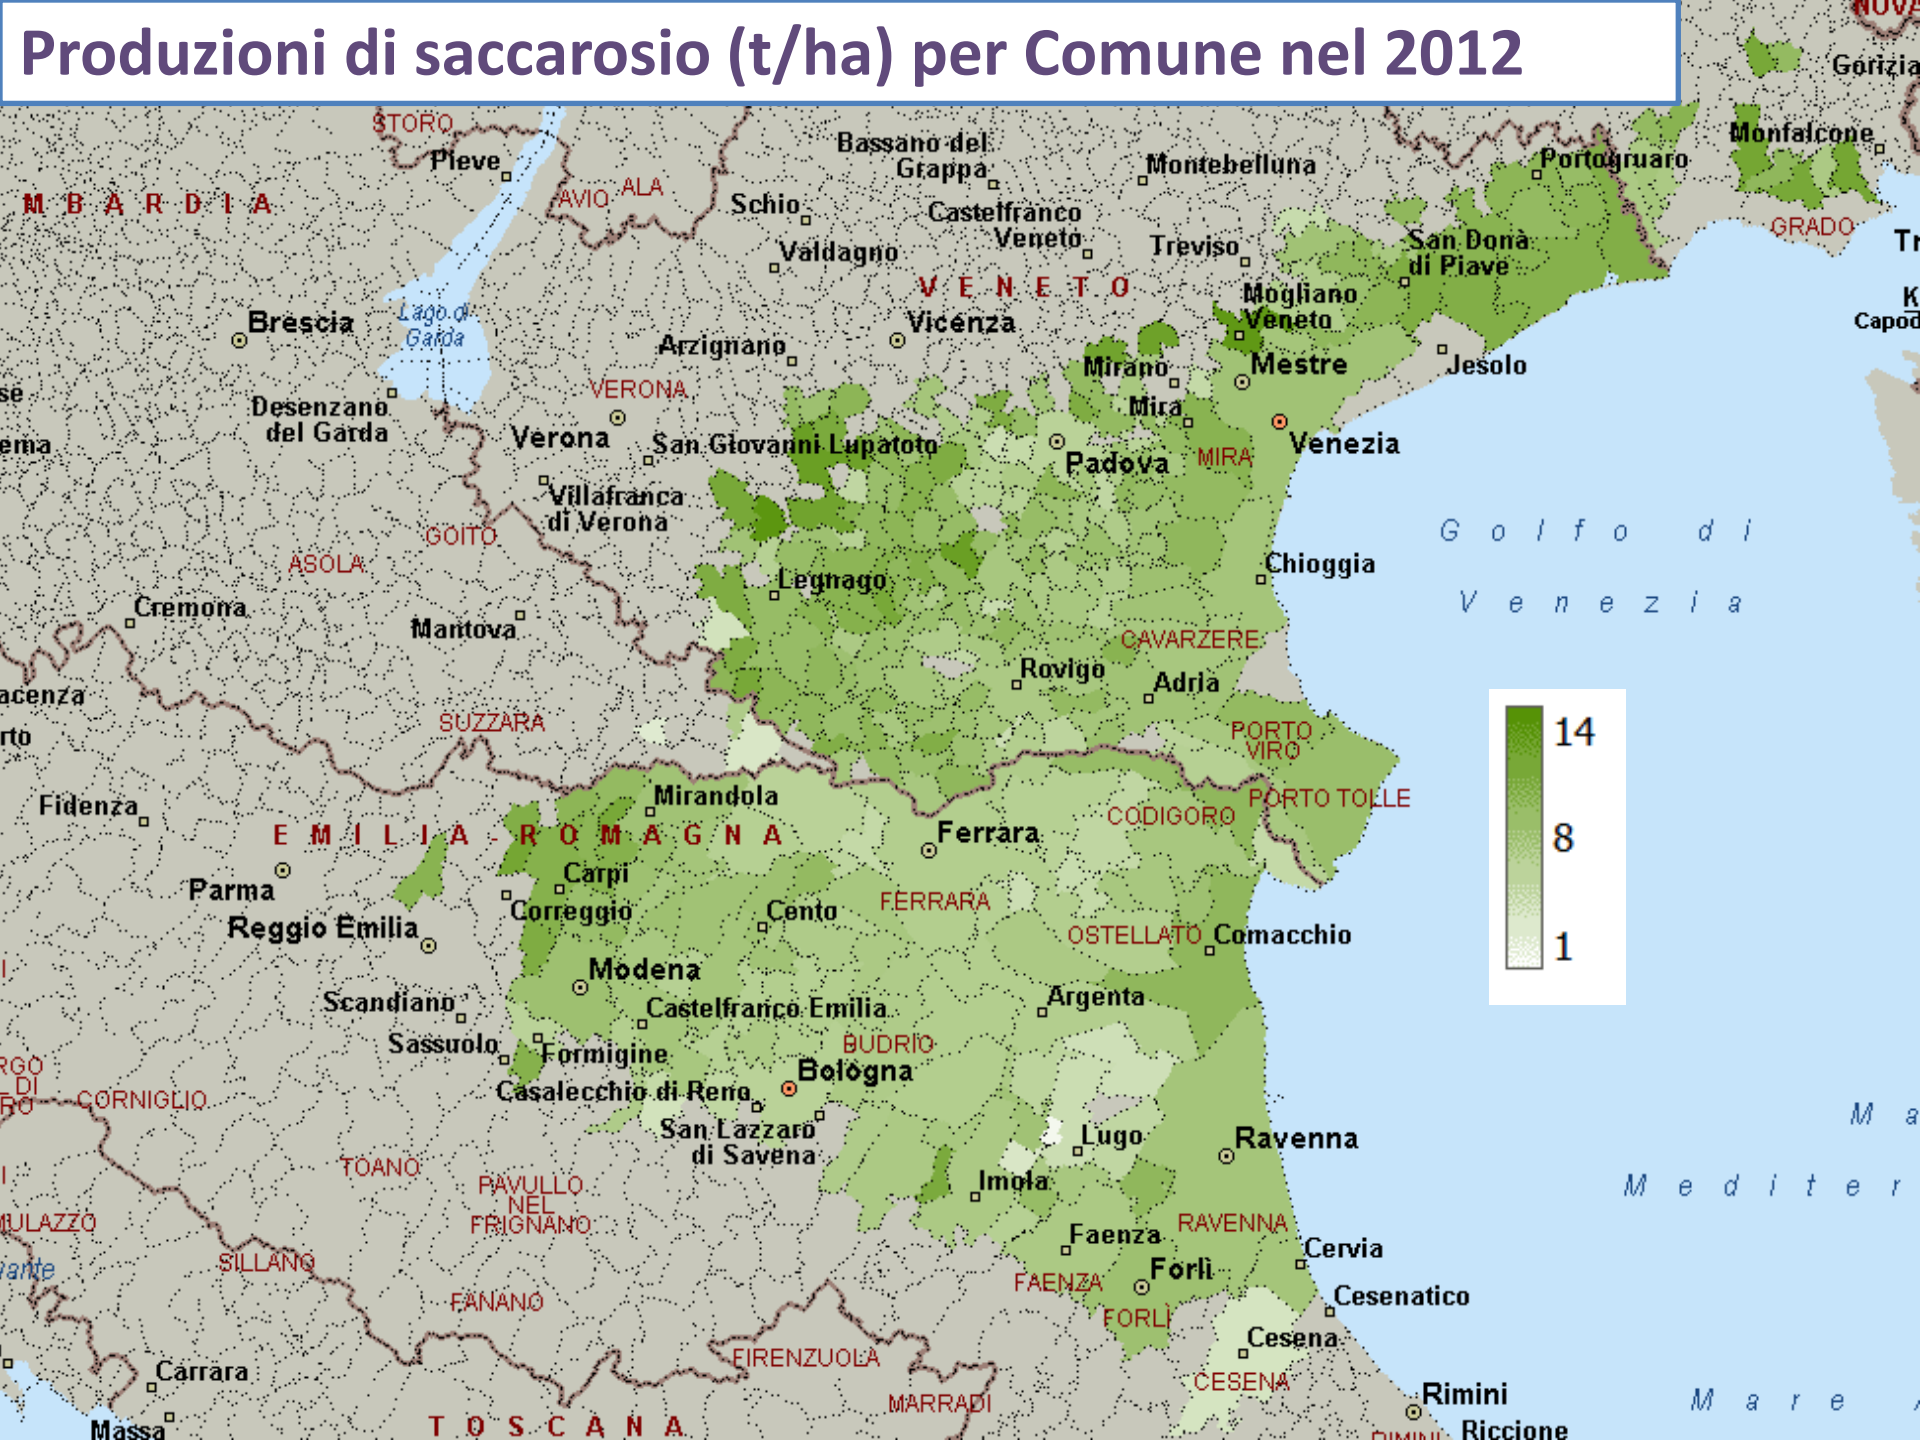 Produzioni di saccarosio (t/ha) per Comune nel 2012
Gorizia
STORO
Monfalcone
Bassano del
Grappa
Pieve
Montebelluna
Portogruaro
ALA
AVIO
M B A R D I A
Schio
Castelfranco
Veneto
GRADO
Treviso
San Donà
di Piave
Valdagno
V E N E T O
Mogliano
Veneto
Lago di
Garda
Brescia
Vicenza
Arzignano
Mirano
Mestre
Jesolo
VERONA
Desenzano
del Garda
Mira
Verona
San Giovanni Lupatoto
Padova
MIRA
Venezia
Villafranca
di Verona
GOITO
G o l f o d i
V e n e z i a
ASOLA
Chioggia
Legnago
Cremona
Mantova
CAVARZERE
Rovigo
Adria
SUZZARA
PORTO
VIRO
14
8
1
Mirandola
PORTO TOLLE
Fidenza
CODIGORO
E M I L I A - R O M A G N A
Ferrara
Carpi
Parma
FERRARA
Correggio
Cento
Reggio Emilia
OSTELLATO
Comacchio
Modena
Scandiano
Castelfranco Emilia
Argenta
Sassuolo
Formigine
BUDRIO
Bologna
Casalecchio di Reno
CORNIGLIO
San Lazzaro
di Savena
Lugo
Ravenna
TOANO
Imola
PAVULLO
NEL
FRIGNANO
M e d i t e r
RAVENNA
Faenza
Cervia
SILLANO
Forlì
FAENZA
FANANO
Cesenatico
FORLÌ
Cesena
FIRENZUOLA
Carrara
CESENA
MARRADI
Rimini
M a r e
T O S C A N A
Massa
Riccione
RIMINI